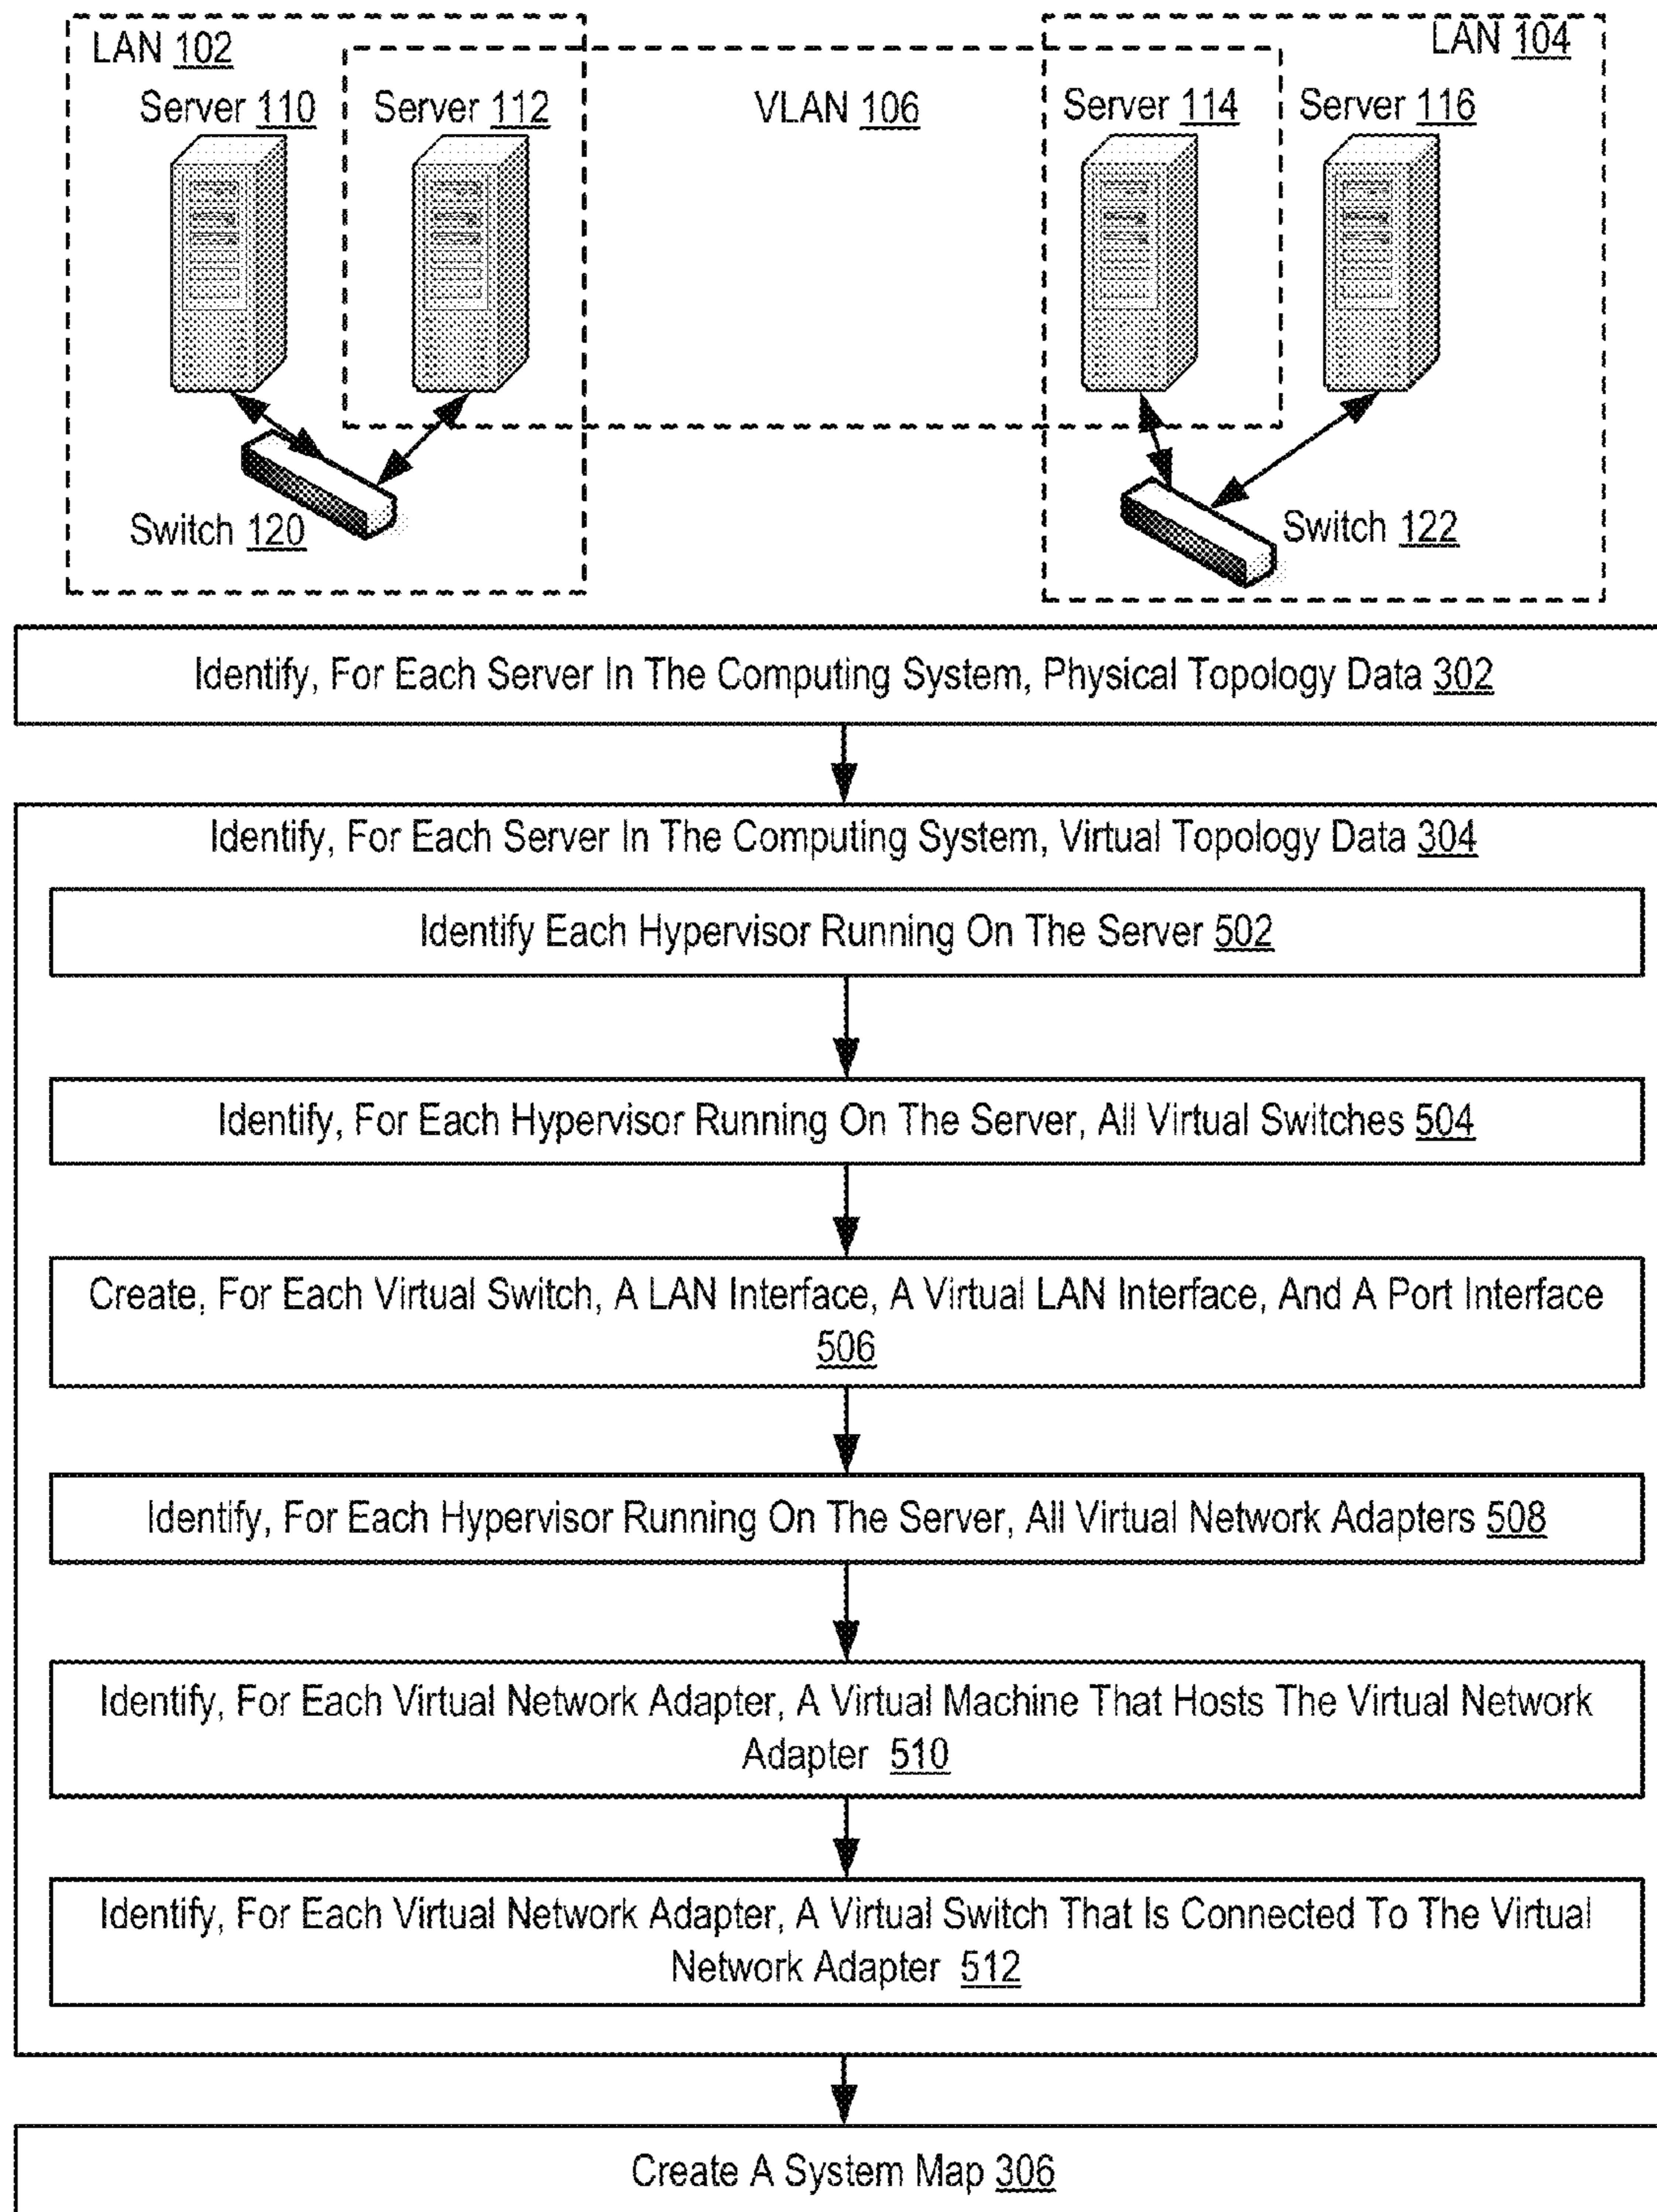 LAN 102
LAN 104
Server 110
Server 112
VLAN 106
Server 114
Server 116
Switch 120
Switch 122
Identify, For Each Server In The Computing System, Physical Topology Data 302
Identify, For Each Server In The Computing System, Virtual Topology Data 304
Identify Each Hypervisor Running On The Server 502
Identify, For Each Hypervisor Running On The Server, All Virtual Switches 504
Create, For Each Virtual Switch, A LAN Interface, A Virtual LAN Interface, And A Port Interface
506
Identify, For Each Hypervisor Running On The Server, All Virtual Network Adapters 508
Identify, For Each Virtual Network Adapter, A Virtual Machine That Hosts The Virtual Network
Adapter 510
Identify, For Each Virtual Network Adapter, A Virtual Switch That Is Connected To The Virtual
Network Adapter 512
Create A System Map 306